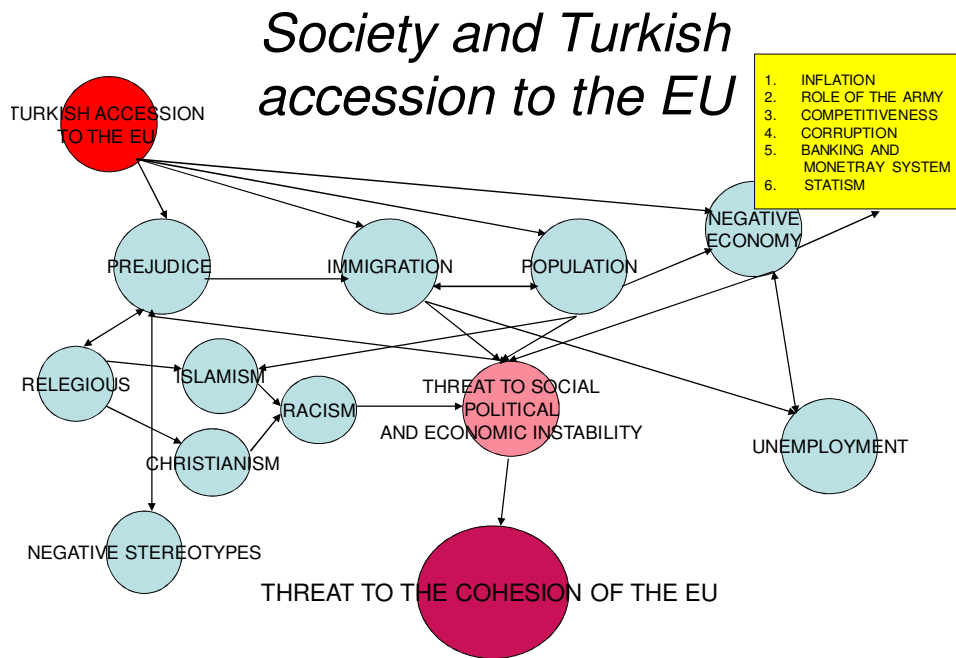 Society and Turkish
accession to the EU
TURKISH ACCESSION
TO THE EU
1. INFLATION
2. ROLE OF THE ARMY
3. COMPETITIVENESS
4. CORRUPTION
5. BANKING AND
MONETRAY SYSTEM
6. STATISM
NEGATIVE
ECONOMY
PREJUDICE
IMMIGRATION
POPULATION
RELEGIOUS
ISLAMISM
RACISM
THREAT TO SOCIAL
POLITICAL
AND ECONOMIC INSTABILITY
UNEMPLOYMENT
CHRISTIANISM
NEGATIVE STEREOTYPES
THREAT TO THE COHESION OF THE EU